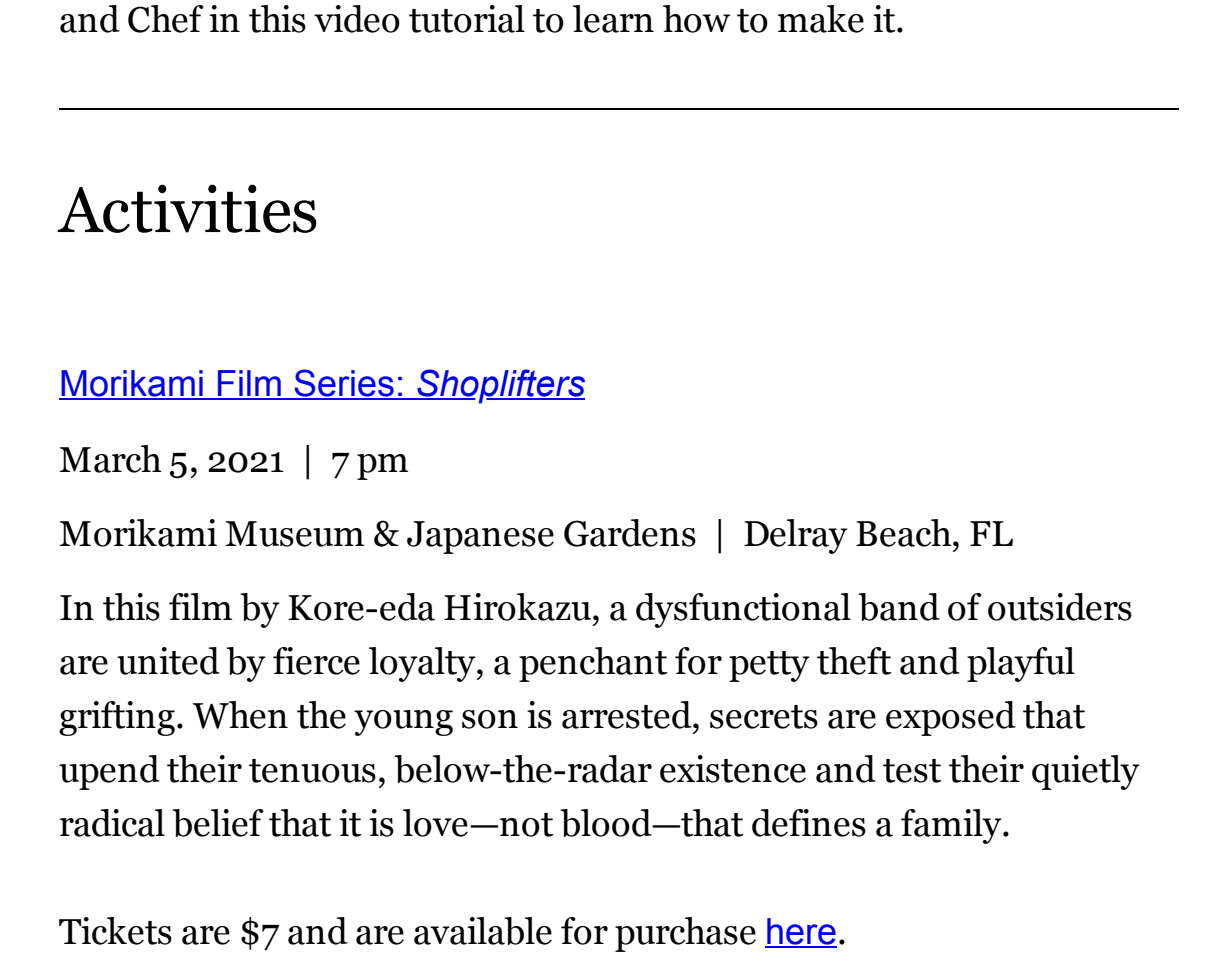 and Chef in this video tutorial to learn how to make it.
Activities
Morikami Film Series: Shoplifters
March 5, 2021 | 7 pm
Morikami Museum & Japanese Gardens | Delray Beach, FL
In this film by Kore-eda Hirokazu, a dysfunctional band of outsiders
are united by fierce loyalty, a penchant for petty theft and playful
grifting. When the young son is arrested, secrets are exposed that
upend their tenuous, below-the-radar existence and test their quietly
radical belief that it is love—not blood—that defines a family.
Tickets are $7 and are available for purchase here.